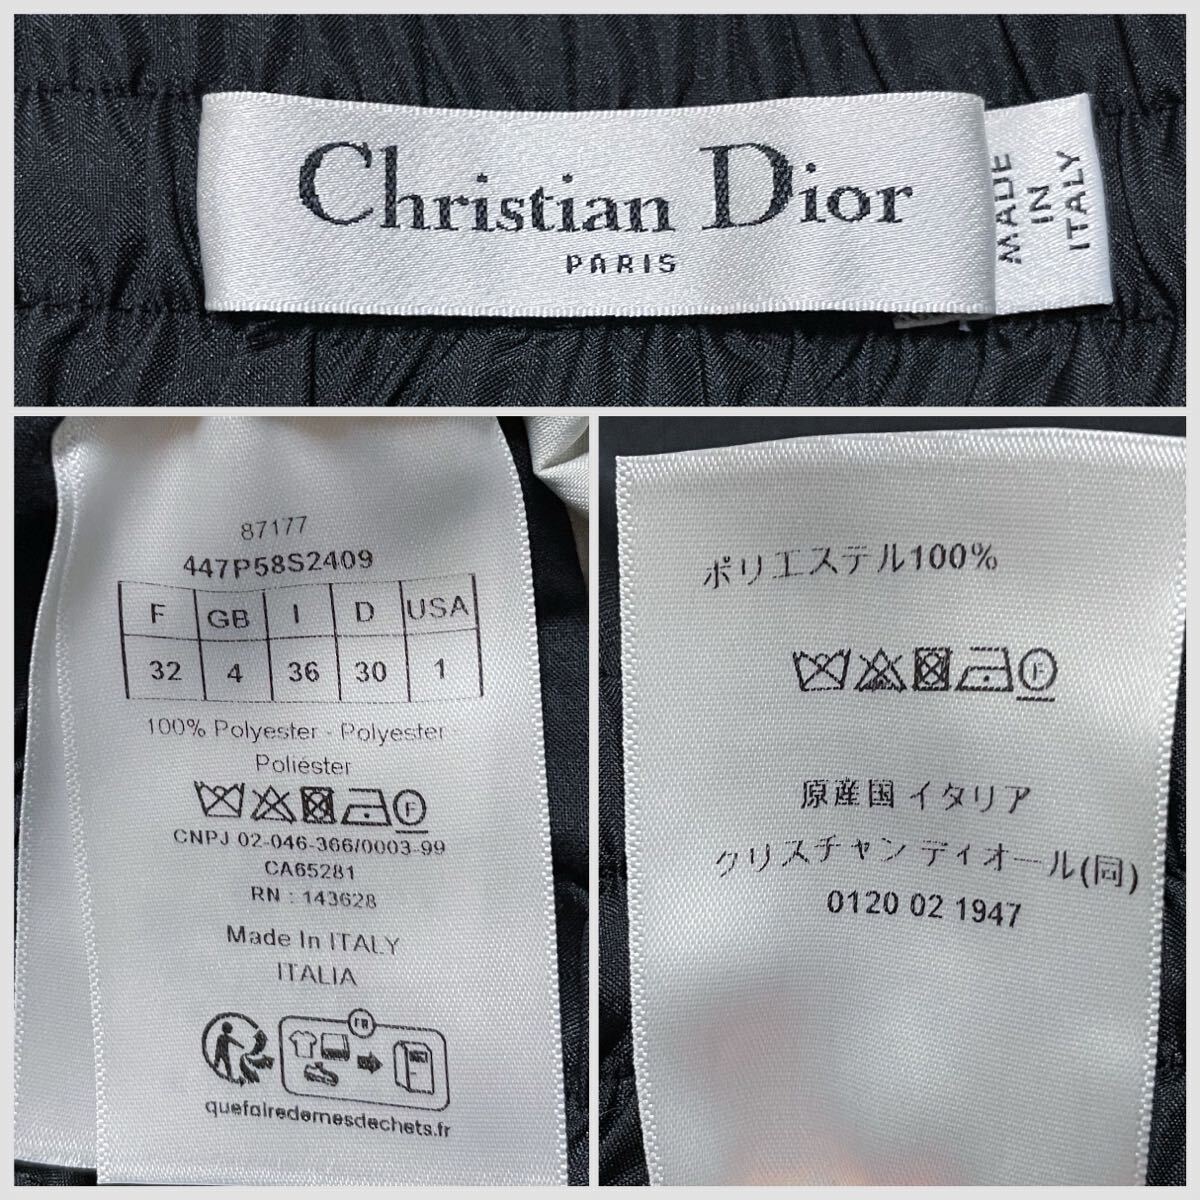 Christian Dior
PARIS
MADE
IN
ITALY
87177
447P58S2409
F GB I D USA
32 4 36 30 1
100% Polyester - Polyester -
Poliéster
F
CNPJ 02-046-366/0003-99
CA65281
RN : 143628
Made In ITALY
ITALIA
FR
quefairedemesdechets.fr
ポリエステル100%
F
原産国 イタリア
クリスチャン ディオール(同)
0120 02 1947